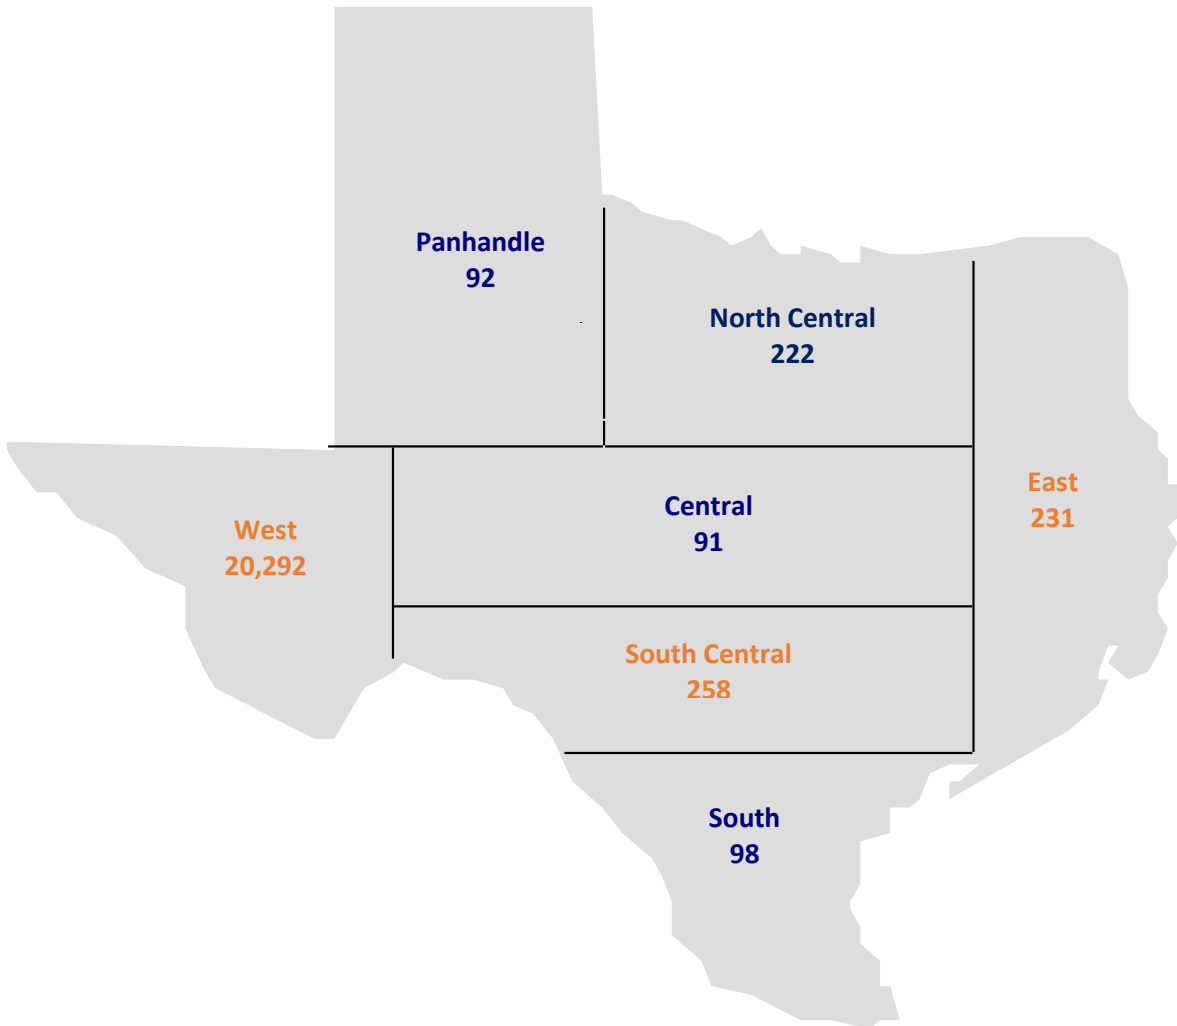 Panhandle
92
North Central
222
East
231
Central
91
West
20,292
South Central
258
South
98